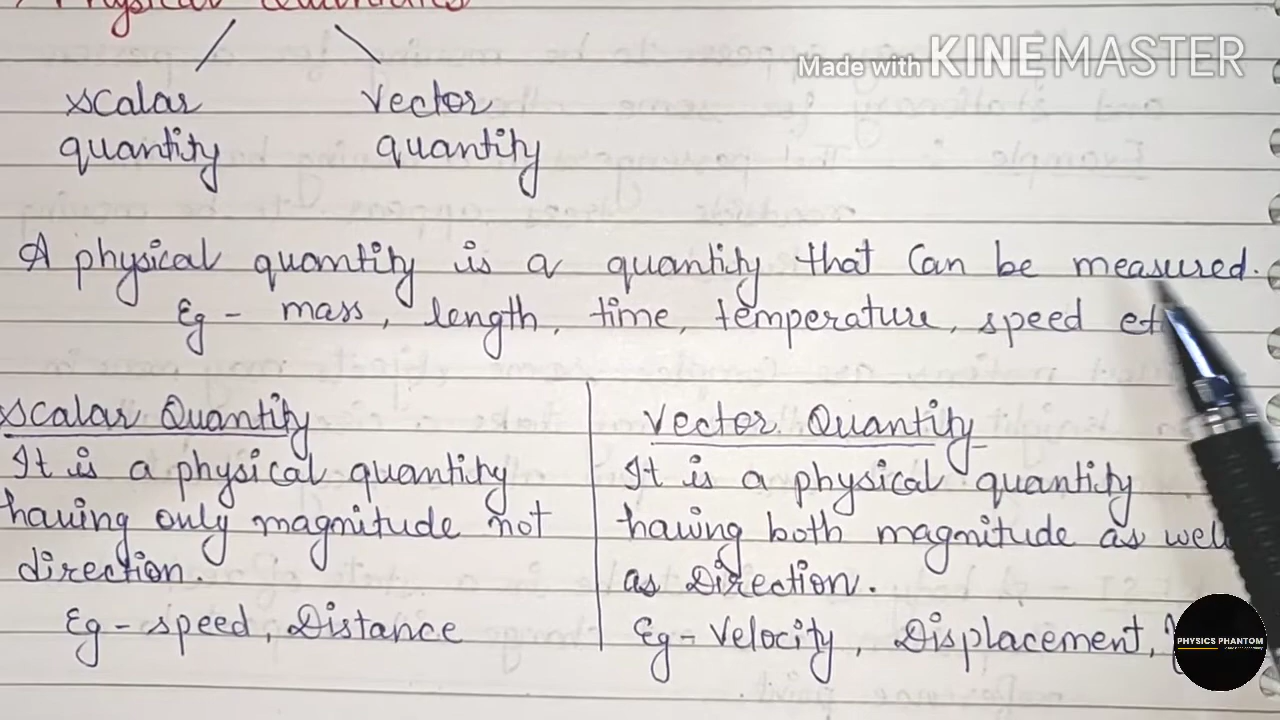 Physical Quantities
Made with KINEMASTER
Scalar Vector
quantity quantity
A physical quantity is a quantity that can be measured.
Eg - mass, length, time, temperature, speed
Scalar Quantity
It is a physical quantity
having only magnitude not
direction.
Eg - speed, Distance
Vector Quantity
It is a physical quantity
having both magnitude as well
as Direction.
Eg - Velocity, Displacement,
PHYSICS PHANTOM